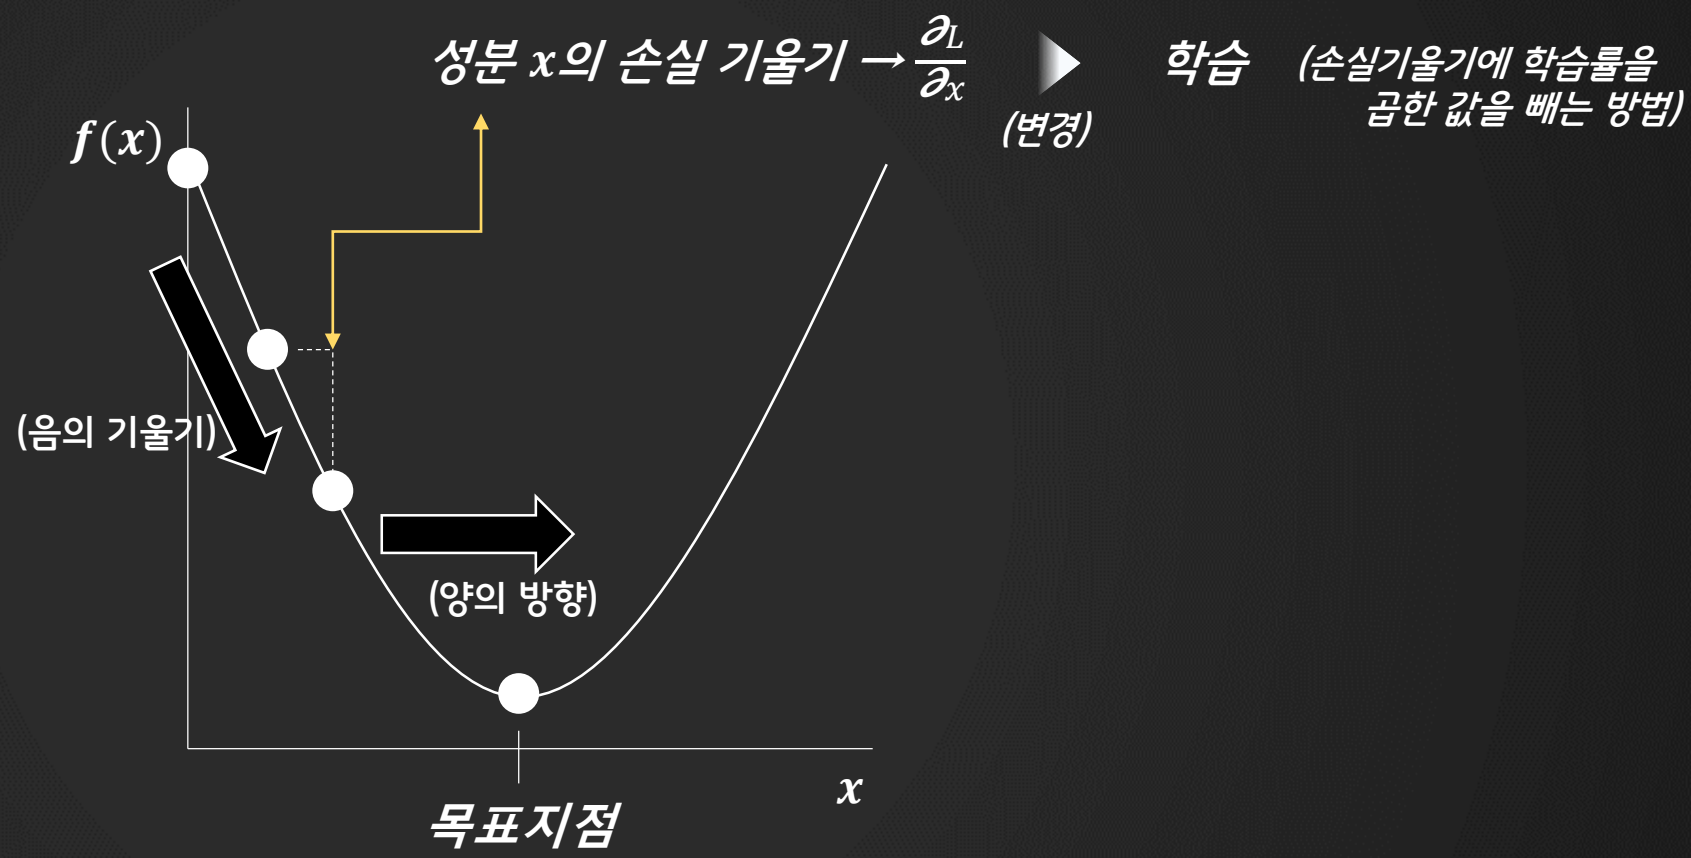 성분 x의 손실 기울기 → ∂L/∂x
(변경)
학습
(손실기울기에 학습률을
곱한 값을 빼는 방법)
f(x)
(음의 기울기)
(양의 방향)
x
목표지점